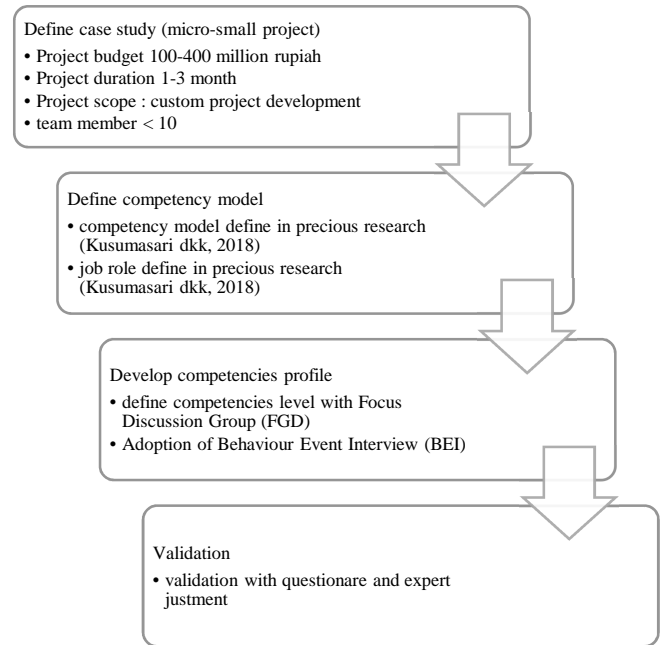 Define case study (micro-small project)
• Project budget 100-400 million rupiah
• Project duration 1-3 month
• Project scope : custom project development
• team member < 10
Define competency model
• competency model define in precious research
(Kusumasari dkk, 2018)
• job role define in precious research
(Kusumasari dkk, 2018)
Develop competencies profile
• define competencies level with Focus
Discussion Group (FGD)
• Adoption of Behaviour Event Interview (BEI)
Validation
• validation with questionare and expert
justment